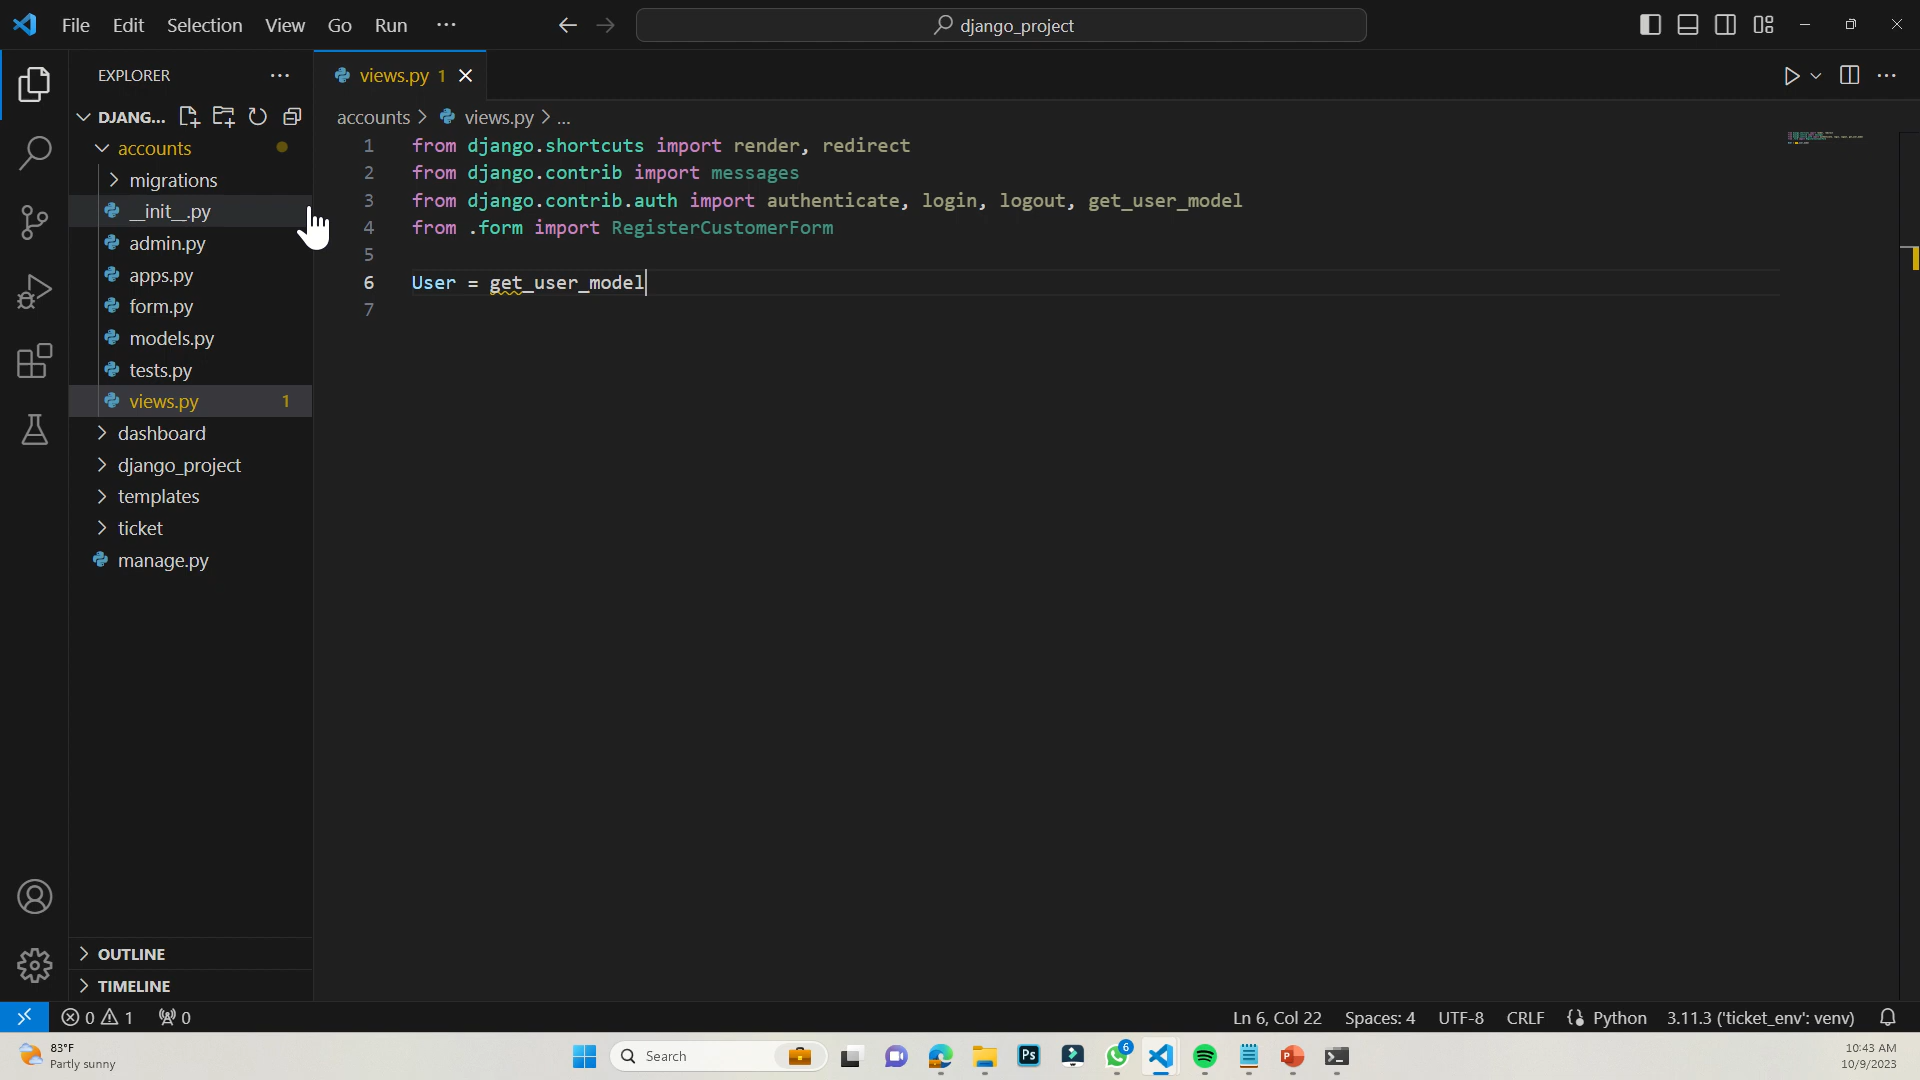 File Edit Selection View Go Run ...
django_project
EXPLORER
views.py 1
DJANG...
accounts > views.py > ...
accounts
migrations
__init__.py
admin.py
apps.py
form.py
models.py
tests.py
views.py 1
dashboard
django_project
templates
ticket
manage.py
OUTLINE
TIMELINE
1 from django.shortcuts import render, redirect
2 from django.contrib import messages
3 from django.contrib.auth import authenticate, login, logout, get_user_model
4 from .form import RegisterCustomerForm
5
6 User = get_user_model
7
0 1 0
Ln 6, Col 22 Spaces: 4 UTF-8 CRLF Python 3.11.3 ('ticket_env': venv)
83°F
Partly sunny
Search
Ps
6
P
10:43 AM
10/9/2023